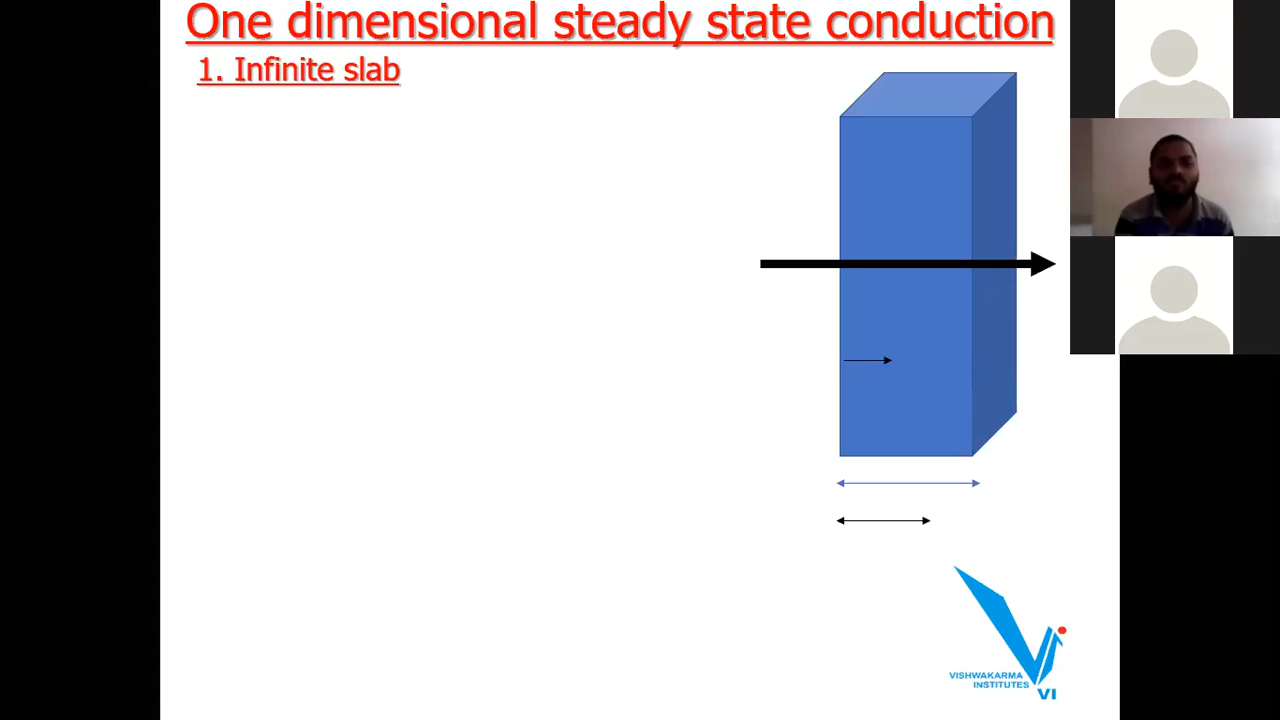 One dimensional steady state conduction
1. Infinite slab
VISHWAKARMA
INSTITUTES
VI